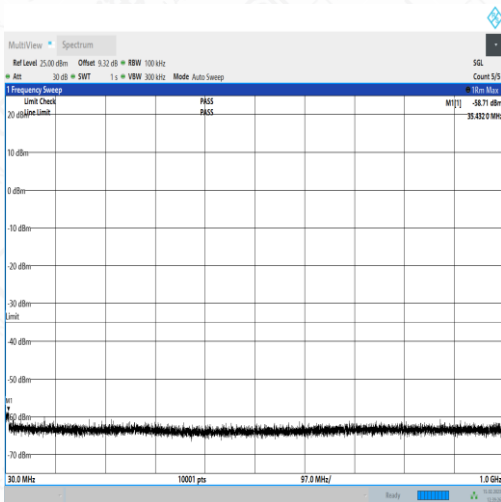 MultiView Spectrum
Ref Level 25.00 dBm Offset 9.32 dB RBW 100 kHz SGL
Att 30 dB SWT 1 s VBW 300 kHz Mode Auto Sweep Count 5/5
1 Frequency Sweep 1Rm Max
Limit Check PASS M1[1] -58.71 dBm
Line Limit PASS 35.4320 MHz
20 dBm
10 dBm
0 dBm
-10 dBm
-20 dBm
-30 dBm
Limit
-40 dBm
-50 dBm
M1
-60 dBm
-70 dBm
30.0 MHz 10001 pts 97.0 MHz/ 1.0 GHz
Ready